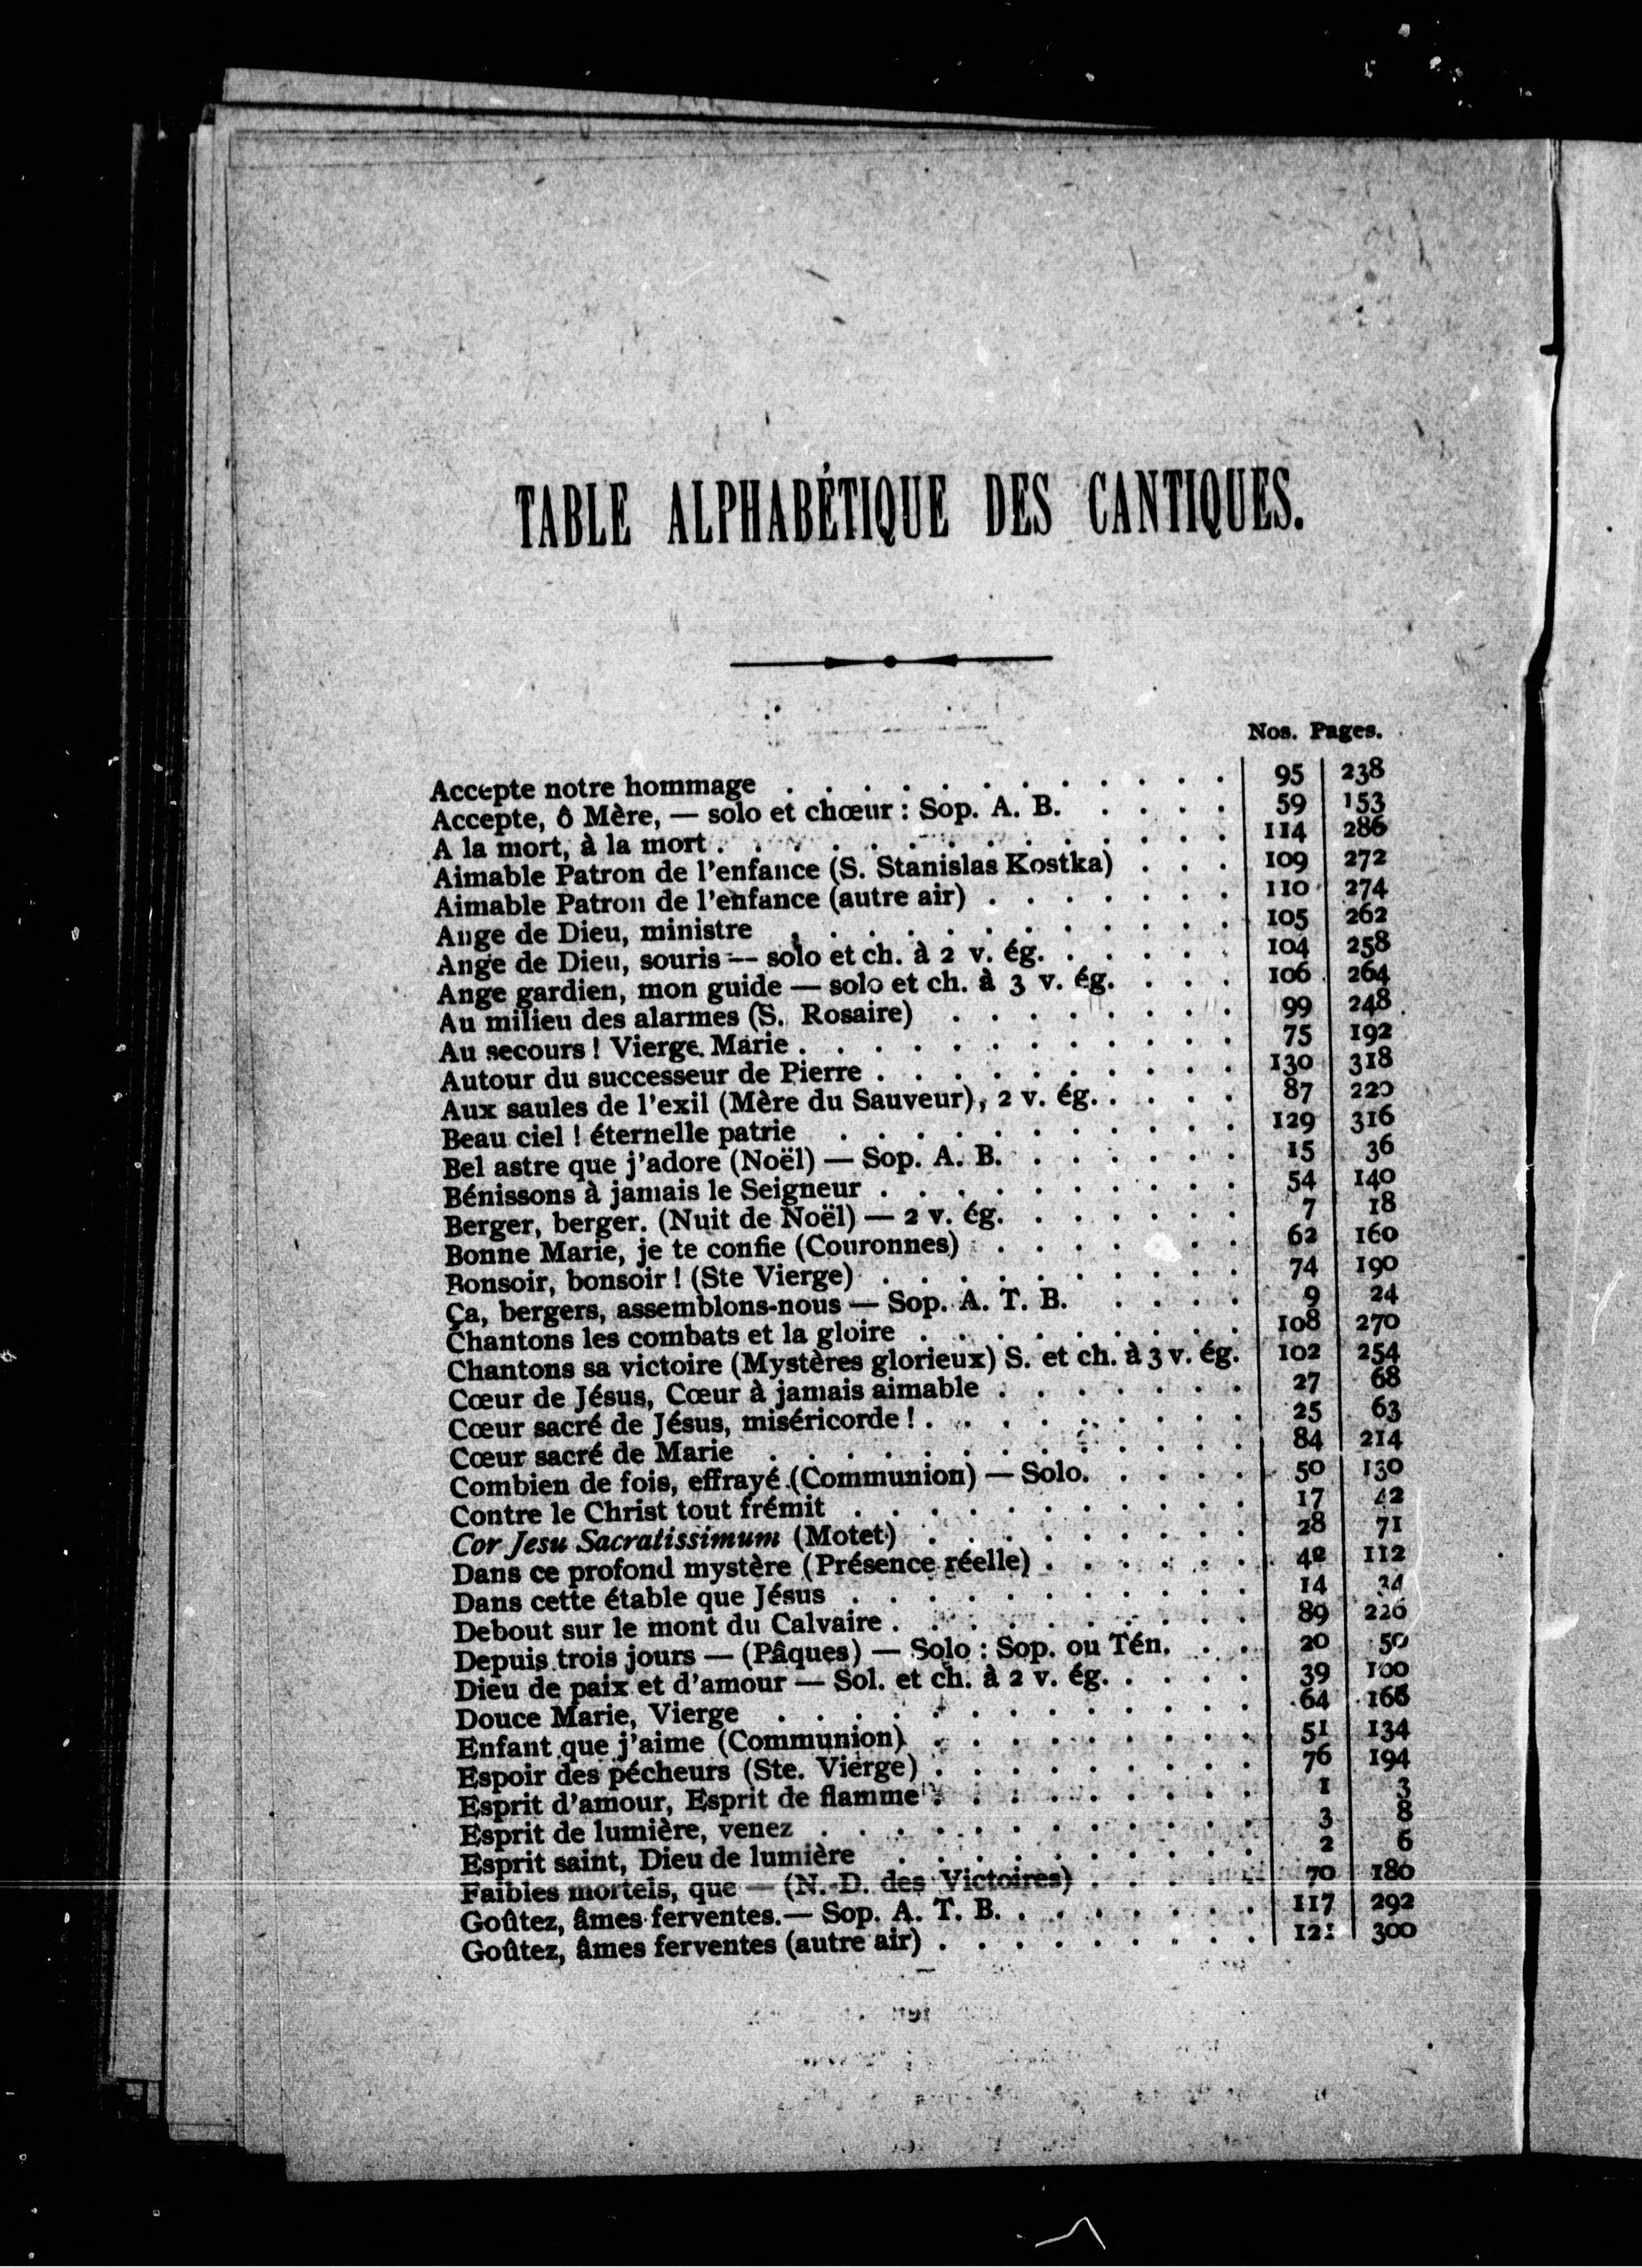 TABLE ALPHABÉTIQUE DES CANTIQUES.
Nos. Pages.
Accepte notre hommage . . . . . . . . . . . . 95 238
Accepte, ô Mère, — solo et chœur : Sop. A. B. . . . . 59 153
A la mort, à la mort . . . . . . . . . . . . . 114 286
Aimable Patron de l'enfance (S. Stanislas Kostka) . . . 109 272
Aimable Patron de l'enfance (autre air) . . . . . . . 110 274
Ange de Dieu, ministre . . . . . . . . . . . . 105 262
Ange de Dieu, souris — solo et ch. à 2 v. ég. . . . . . 104 258
Ange gardien, mon guide — solo et ch. à 3 v. ég. . . . 106 264
Au milieu des alarmes (S. Rosaire) . . . . . . . . 99 248
Au secours ! Vierge Marie . . . . . . . . . . . . 75 192
Autour du successeur de Pierre . . . . . . . . . . 130 318
Aux saules de l'exil (Mère du Sauveur), 2 v. ég. . . . . 87 220
Beau ciel ! éternelle patrie . . . . . . . . . . . 129 316
Bel astre que j'adore (Noël) — Sop. A. B. . . . . . . 15 36
Bénissons à jamais le Seigneur . . . . . . . . . . 54 140
Berger, berger. (Nuit de Noël) — 2 v. ég. . . . . . . 7 18
Bonne Marie, je te confie (Couronnes) . . . . . . . 62 160
Bonsoir, bonsoir ! (Ste Vierge) . . . . . . . . . . 74 190
Ça, bergers, assemblons-nous — Sop. A. T. B. . . . . 9 24
Chantons les combats et la gloire . . . . . . . . . 108 270
Chantons sa victoire (Mystères glorieux) S. et ch. à 3 v. ég. 102 254
Cœur de Jésus, Cœur à jamais aimable . . . . . . . 27 68
Cœur sacré de Jésus, miséricorde ! . . . . . . . . . 25 63
Cœur sacré de Marie . . . . . . . . . . . . . 84 214
Combien de fois, effrayé (Communion) — Solo. . . . . 50 130
Contre le Christ tout frémit . . . . . . . . . . . 17 42
Cor Jesu Sacratissimum (Motet) . . . . . . . . . 28 71
Dans ce profond mystère (Présence réelle) . . . . . . 112
Dans cette étable que Jésus . . . . . . . . . . . 14 34
Debout sur le mont du Calvaire . . . . . . . . . . 89 226
Depuis trois jours — (Pâques) — Solo : Sop. ou Tén. . . 20 50
Dieu de paix et d'amour — Sol. et ch. à 2 v. ég. . . . . 39 100
Douce Marie, Vierge . . . . . . . . . . . . . 64 166
Enfant que j'aime (Communion) . . . . . . . . . 51 134
Espoir des pécheurs (Ste. Vierge) . . . . . . . . . 76 194
Esprit d'amour, Esprit de flamme . . . . . . . . . 1 3
Esprit de lumière, venez . . . . . . . . . . . . 3 8
Esprit saint, Dieu de lumière . . . . . . . . . . 2 6
Faibles mortels, que — (N.-D. des Victoires) . . . . . 70 180
Goûtez, âmes ferventes. — Sop. A. T. B. . . . . . . . 117 292
Goûtez, âmes ferventes (autre air) . . . . . . . . . 121 300